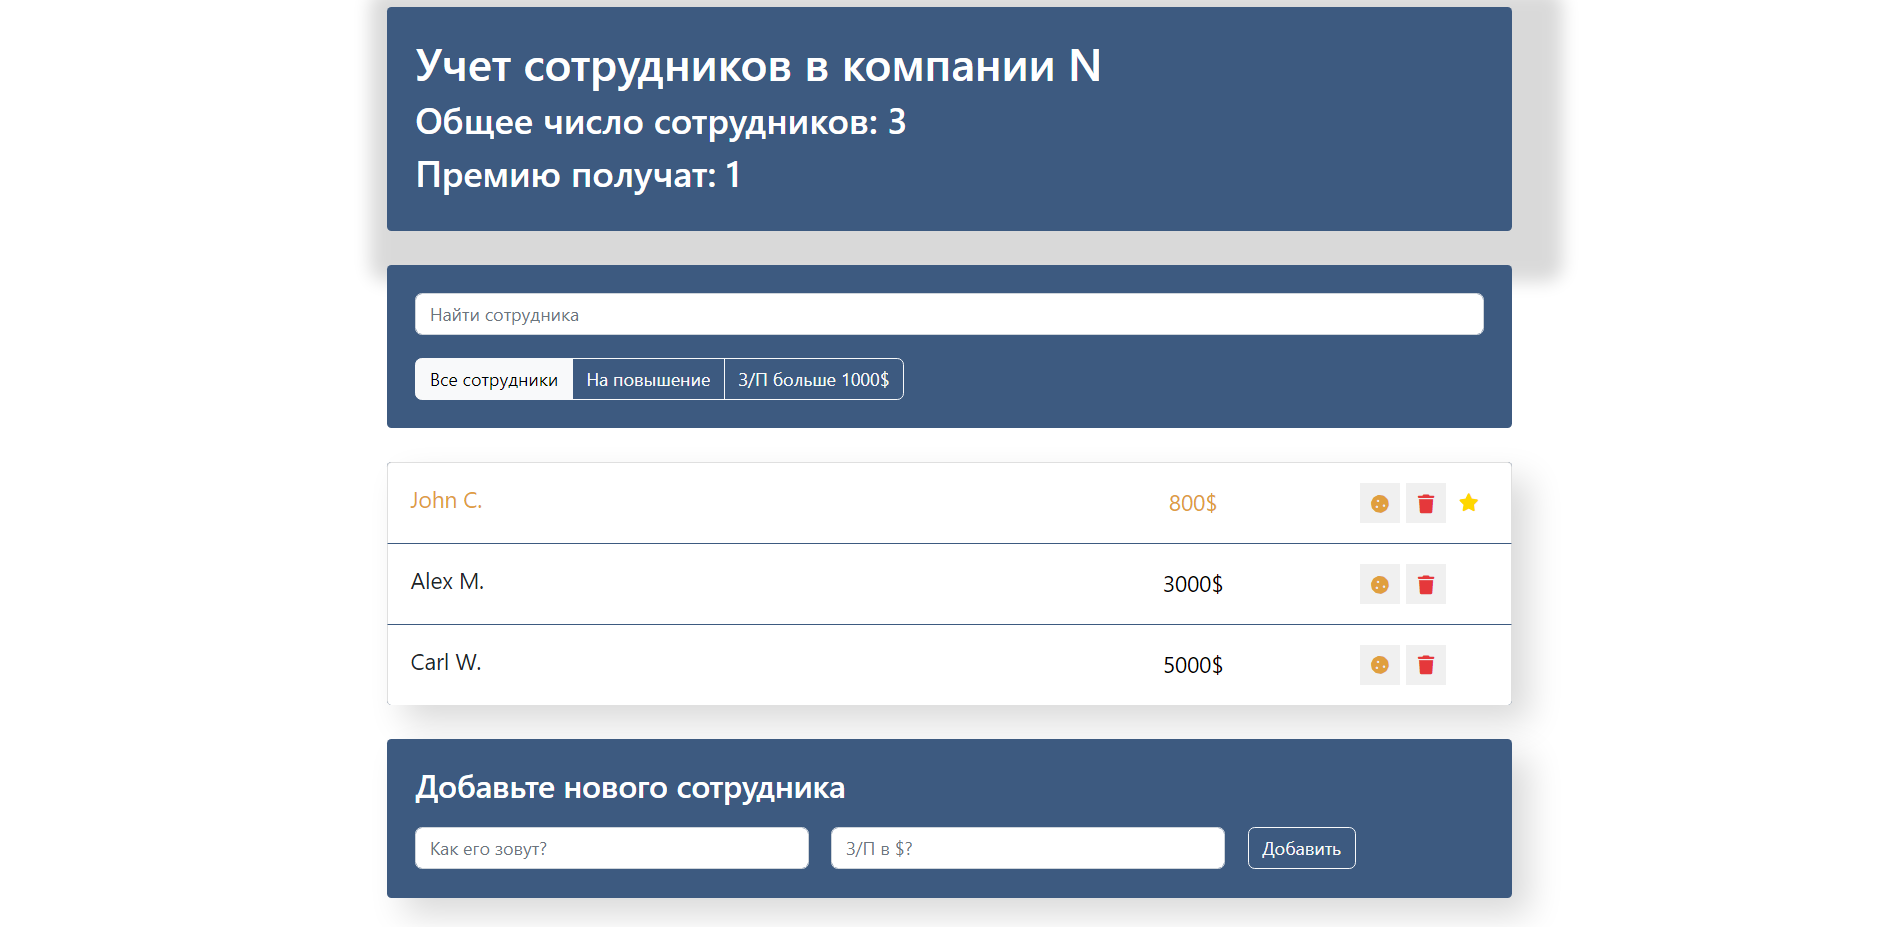 Учет сотрудников в компании N
Общее число сотрудников: 3
Премию получат: 1
Найти сотрудника
Все сотрудники На повышение З/П больше 1000$
John C. 800$
Alex M. 3000$
Carl W. 5000$
Добавьте нового сотрудника
Как его зовут? З/П в $? Добавить